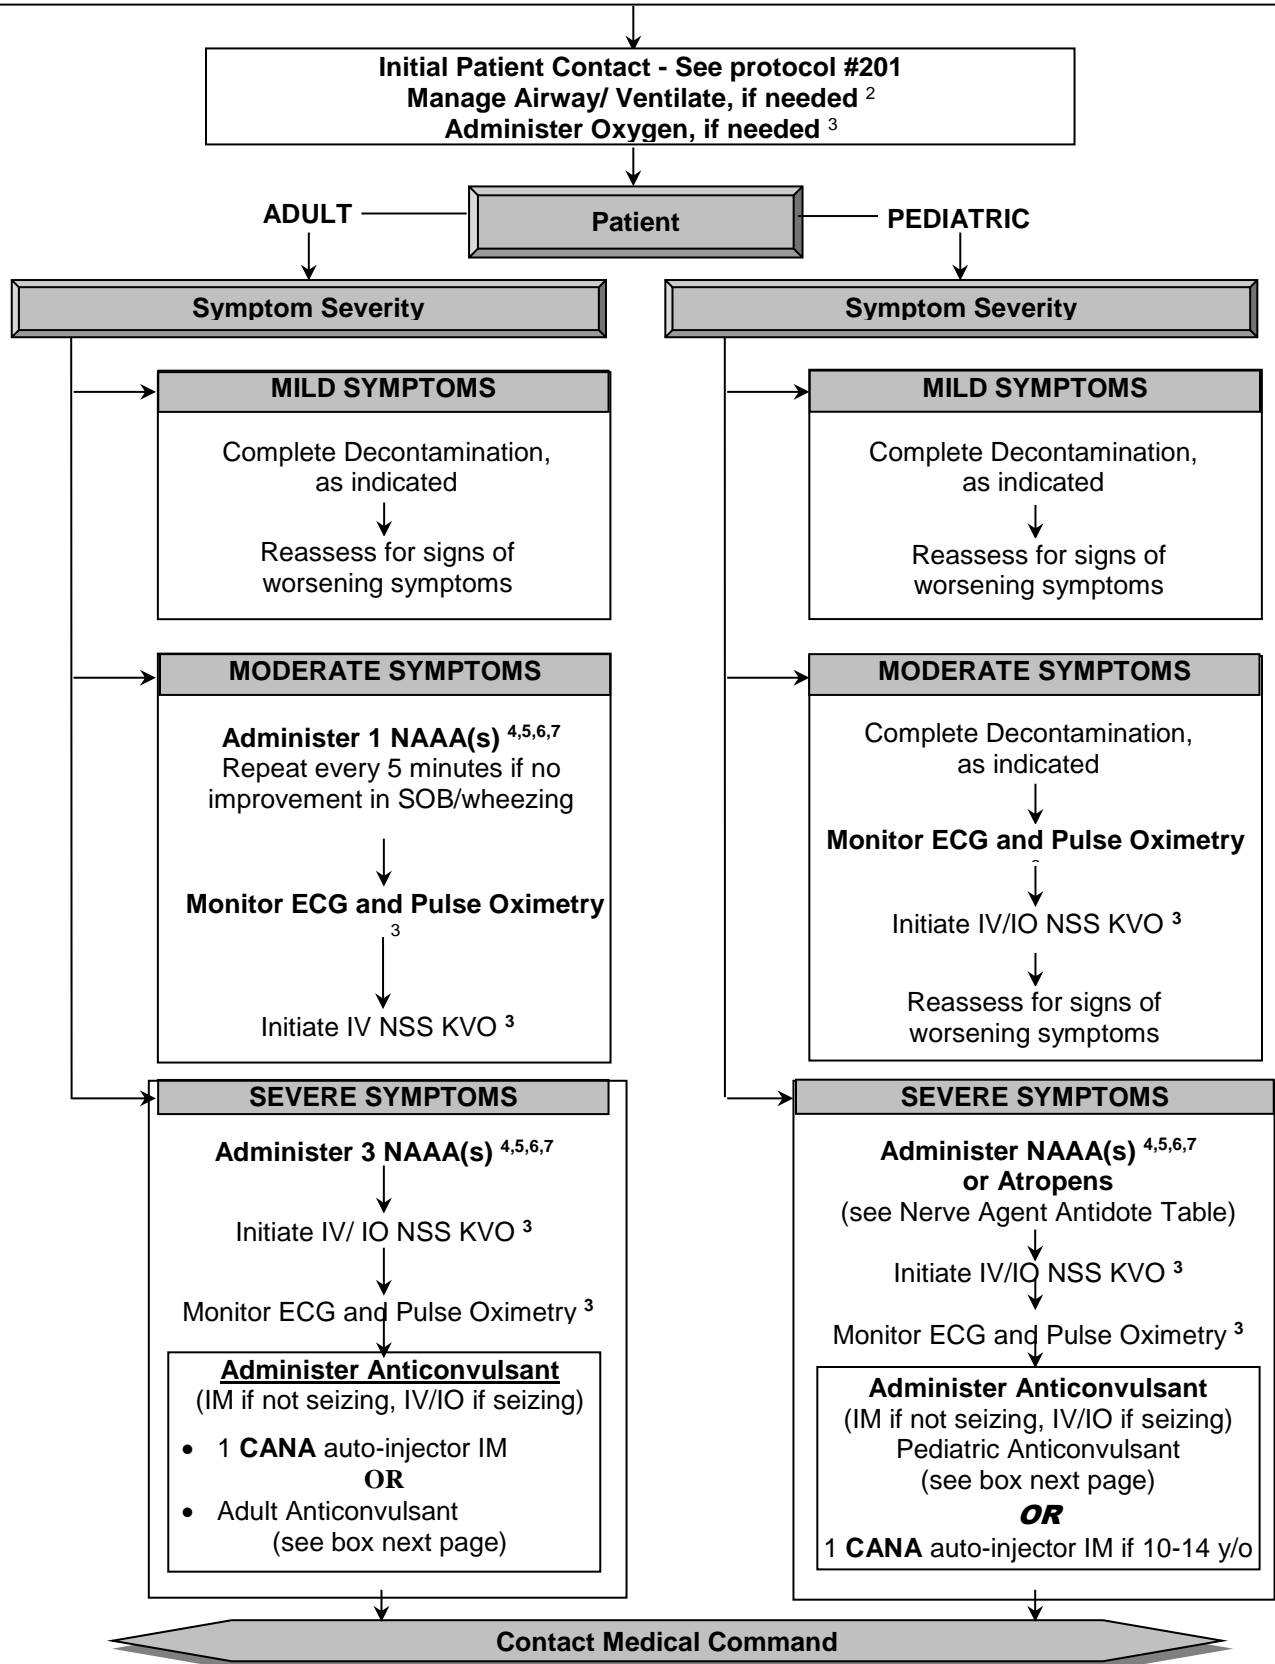 Initial Patient Contact - See protocol #201
Manage Airway/ Ventilate, if needed 2
Administer Oxygen, if needed 3
ADULT
Patient
PEDIATRIC
Symptom Severity
MILD SYMPTOMS
Complete Decontamination,
as indicated
Reassess for signs of
worsening symptoms
MODERATE SYMPTOMS
Administer 1 NAAA(s) 4,5,6,7
Repeat every 5 minutes if no
improvement in SOB/wheezing
Monitor ECG and Pulse Oximetry
3
Initiate IV NSS KVO 3
SEVERE SYMPTOMS
Administer 3 NAAA(s) 4,5,6,7
Initiate IV/ IO NSS KVO 3
Monitor ECG and Pulse Oximetry 3
Administer Anticonvulsant
(IM if not seizing, IV/IO if seizing)
• 1 CANA auto-injector IM
OR
• Adult Anticonvulsant
(see box next page)
Symptom Severity
MILD SYMPTOMS
Complete Decontamination,
as indicated
Reassess for signs of
worsening symptoms
MODERATE SYMPTOMS
Complete Decontamination,
as indicated
Monitor ECG and Pulse Oximetry
Initiate IV/IO NSS KVO 3
Reassess for signs of
worsening symptoms
SEVERE SYMPTOMS
Administer NAAA(s) 4,5,6,7
or Atropens
(see Nerve Agent Antidote Table)
Initiate IV/IO NSS KVO 3
Monitor ECG and Pulse Oximetry 3
Administer Anticonvulsant
(IM if not seizing, IV/IO if seizing)
Pediatric Anticonvulsant
(see box next page)
OR
1 CANA auto-injector IM if 10-14 y/o
Contact Medical Command